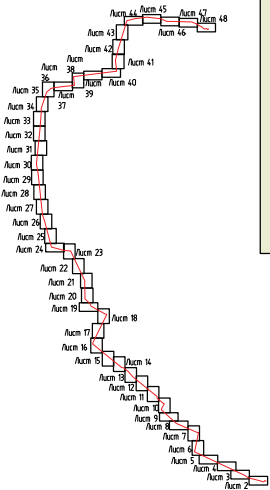 Лист 44
Лист 45
Лист 47
Лист 48
Лист 43
Лист 46
Лист 42
Лист 41
Лист 38
Лист 36
Лист 40
Лист 39
Лист 35
Лист 37
Лист 34
Лист 33
Лист 32
Лист 31
Лист 30
Лист 29
Лист 28
Лист 27
Лист 26
Лист 25
Лист 24
Лист 23
Лист 22
Лист 21
Лист 20
Лист 19
Лист 18
Лист 17
Лист 16
Лист 15
Лист 14
Лист 13
Лист 12
Лист 11
Лист 10
Лист 9
Лист 8
Лист 7
Лист 6
Лист 5
Лист 4
Лист 3
Лист 2